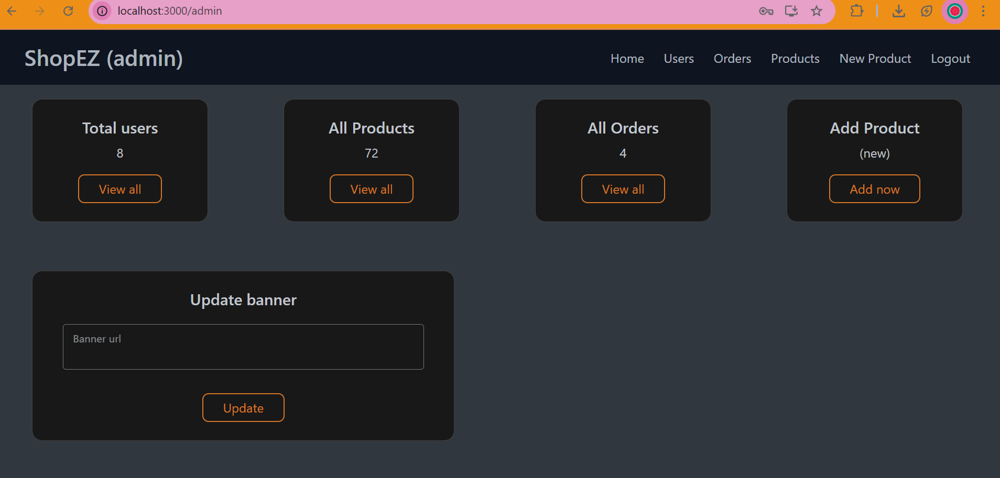 localhost:3000/admin
ShopEZ (admin)
Home Users Orders Products New Product Logout
Total users
8
View all
All Products
72
View all
All Orders
4
View all
Add Product
(new)
Add now
Update banner
Banner url
Update